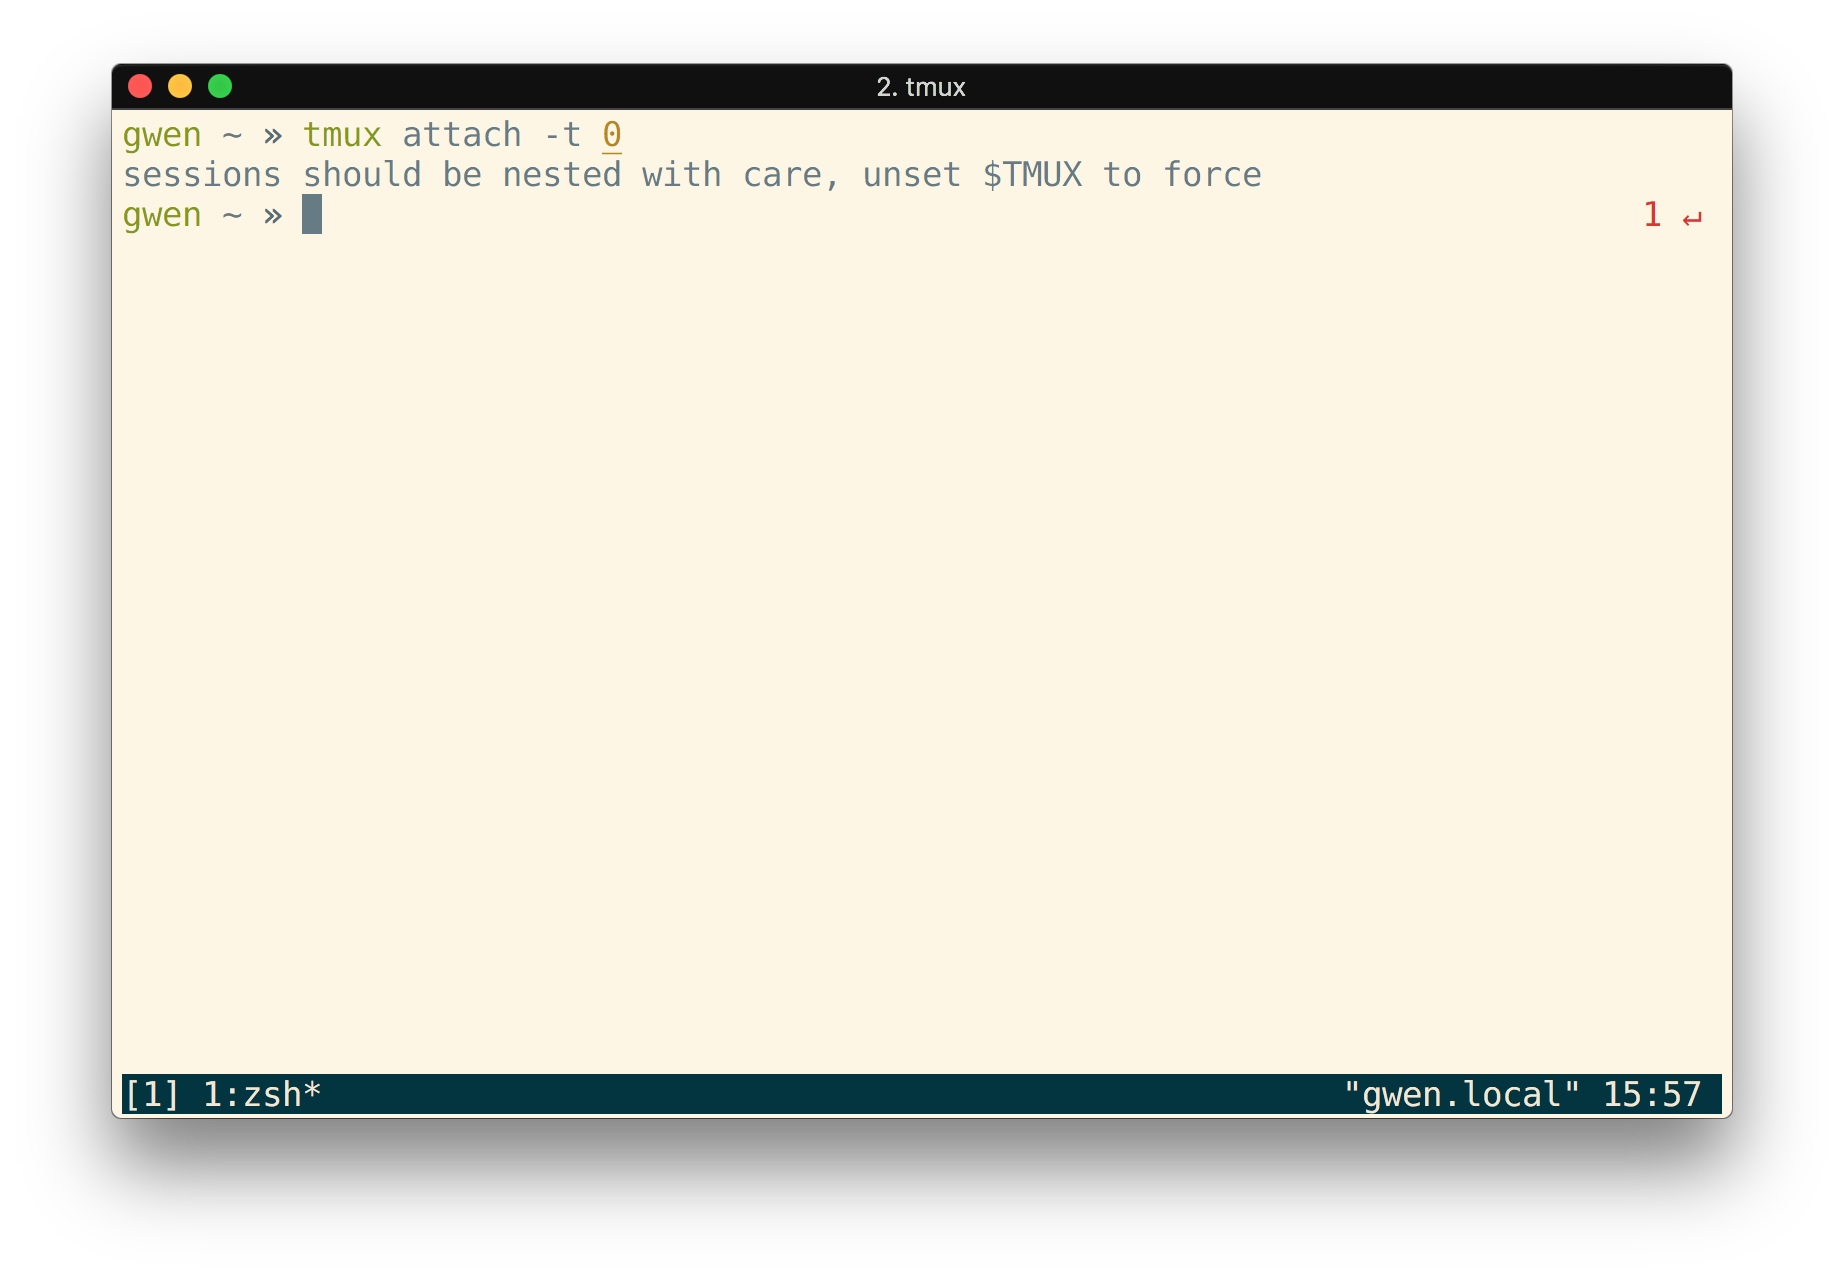 2. tmux
gwen ~ » tmux attach -t 0
sessions should be nested with care, unset $TMUX to force
gwen ~ » 1 ↵
[1] 1:zsh* "gwen.local" 15:57